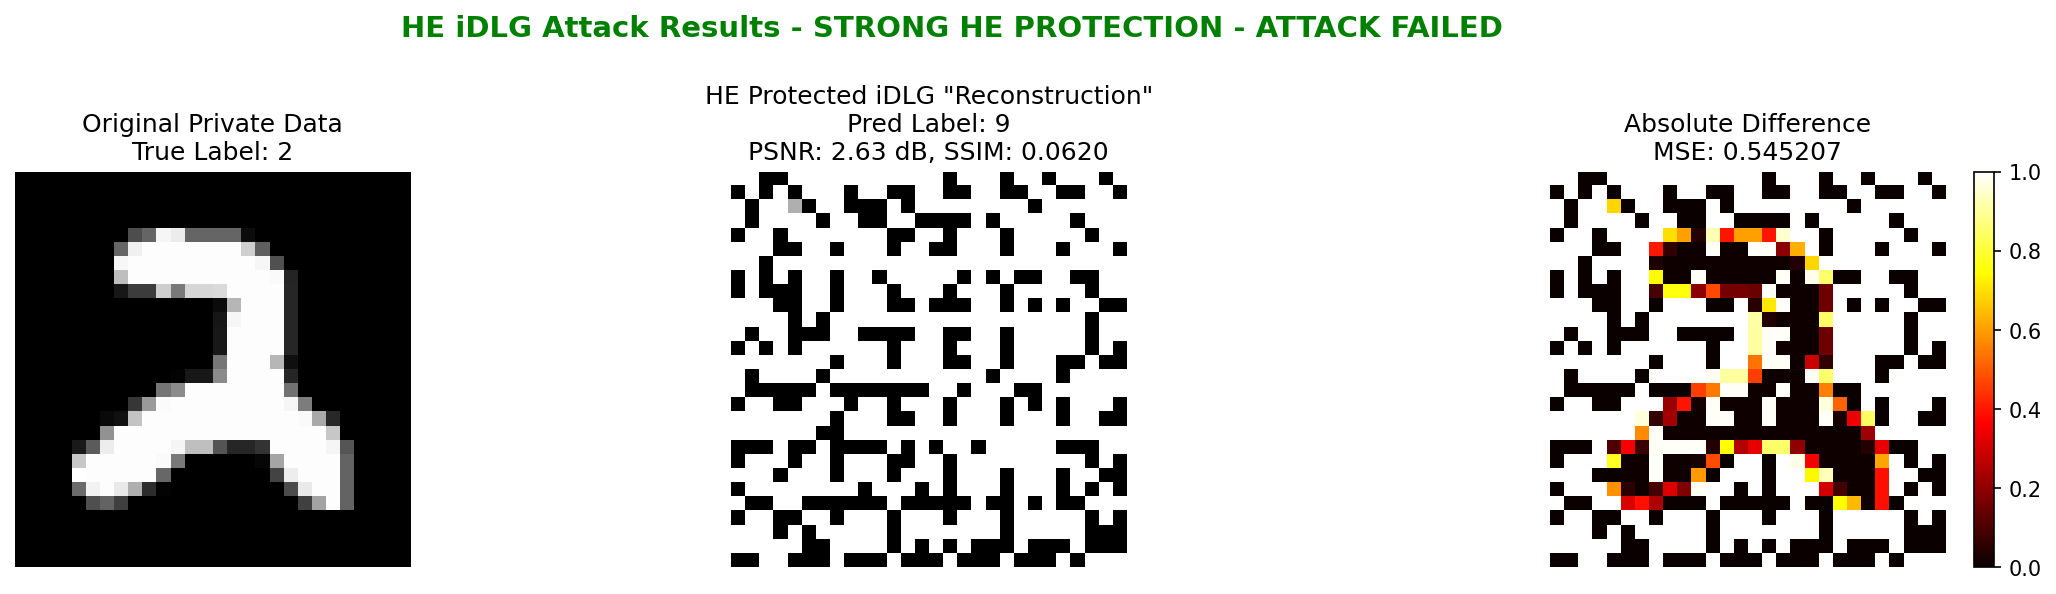 HE iDLG Attack Results - STRONG HE PROTECTION - ATTACK FAILED
Original Private Data
True Label: 2
HE Protected iDLG "Reconstruction"
Pred Label: 9
PSNR: 2.63 dB, SSIM: 0.0620
Absolute Difference
MSE: 0.545207
1.0
0.8
0.6
0.4
0.2
0.0